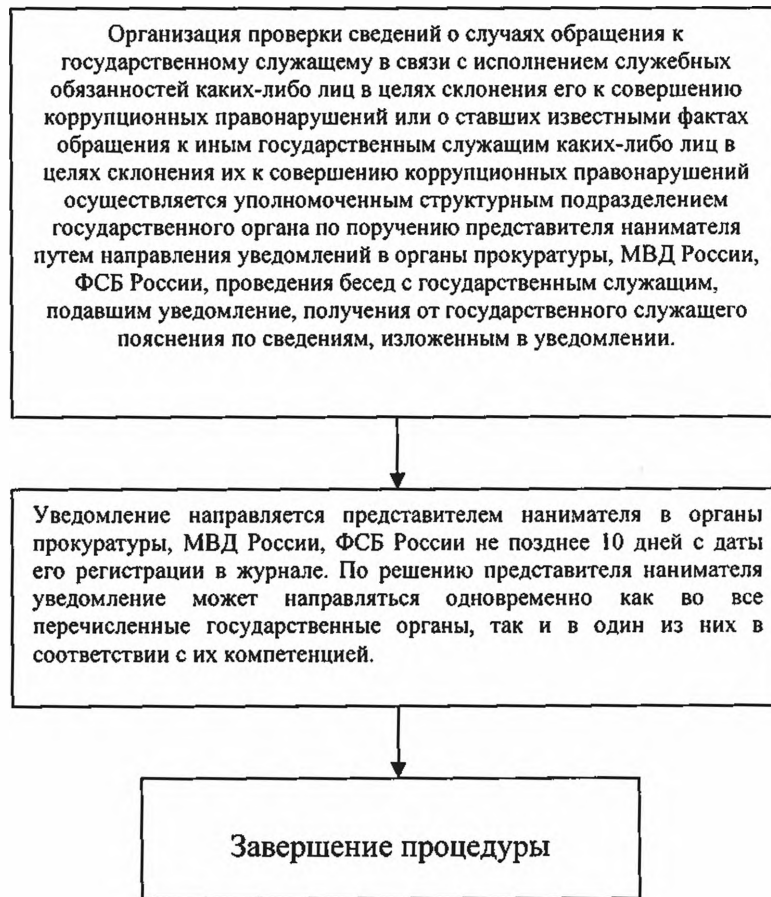 Организация проверки сведений о случаях обращения к
государственному служащему в связи с исполнением служебных
обязанностей каких-либо лиц в целях склонения его к совершению
коррупционных правонарушений или о ставших известными фактах
обращения к иным государственным служащим каких-либо лиц в
целях склонения их к совершению коррупционных правонарушений
осуществляется уполномоченным структурным подразделением
государственного органа по поручению представителя нанимателя
путем направления уведомлений в органы прокуратуры, МВД России,
ФСБ России, проведения бесед с государственным служащим,
подавшим уведомление, получения от государственного служащего
пояснения по сведениям, изложенным в уведомлении.
Уведомление направляется представителем нанимателя в органы
прокуратуры, МВД России, ФСБ России не позднее 10 дней с даты
его регистрации в журнале. По решению представителя нанимателя
уведомление может направляться одновременно как во все
перечисленные государственные органы, так и в один из них в
соответствии с их компетенцией.
Завершение процедуры